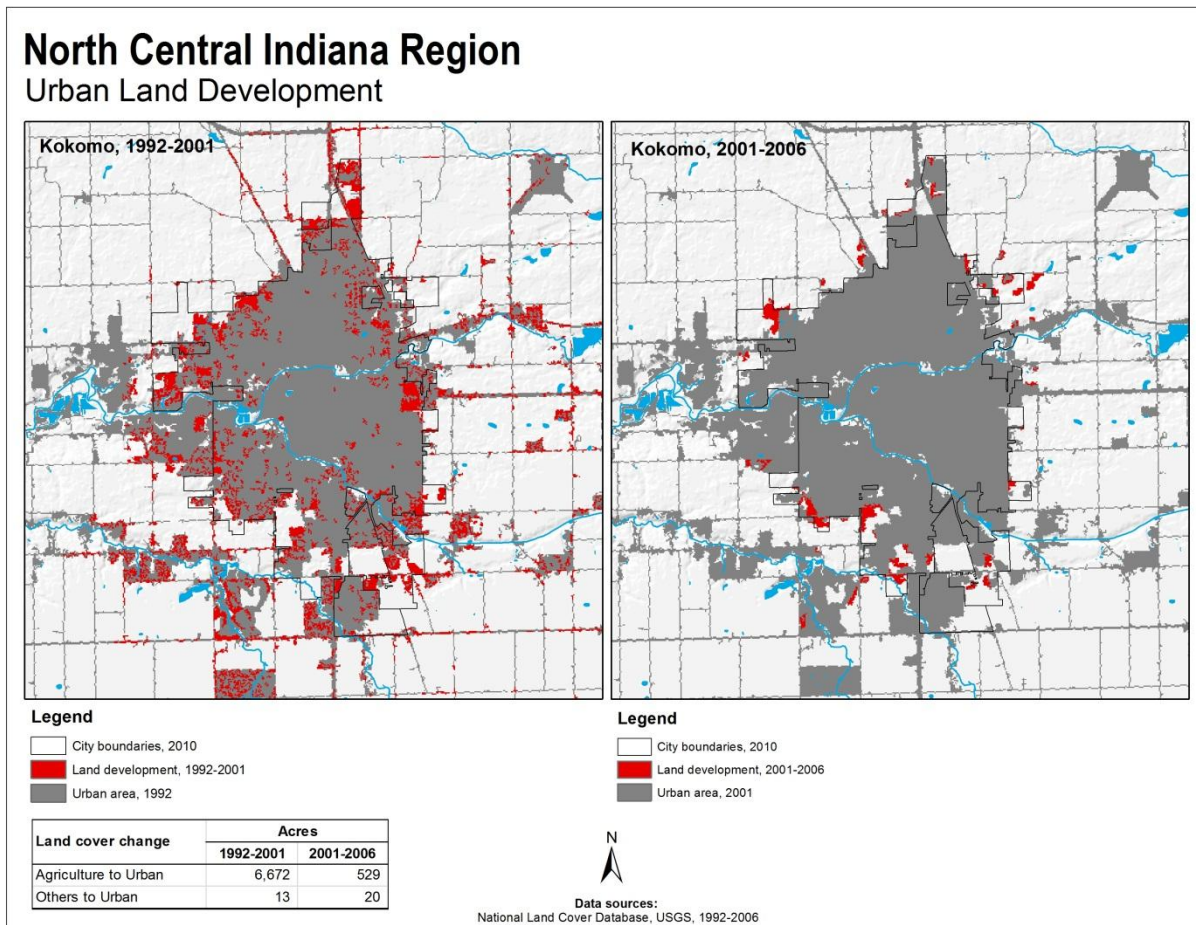 North Central Indiana Region
Urban Land Development
Kokomo, 1992-2001
Kokomo, 2001-2006
Legend
City boundaries, 2010
Land development, 1992-2001
Urban area, 1992
Legend
City boundaries, 2010
Land development, 2001-2006
Urban area, 2001
Land cover change
Acres
1992-2001 2001-2006
Agriculture to Urban 6,672 529
Others to Urban 13 20
N
Data sources:
National Land Cover Database, USGS, 1992-2006